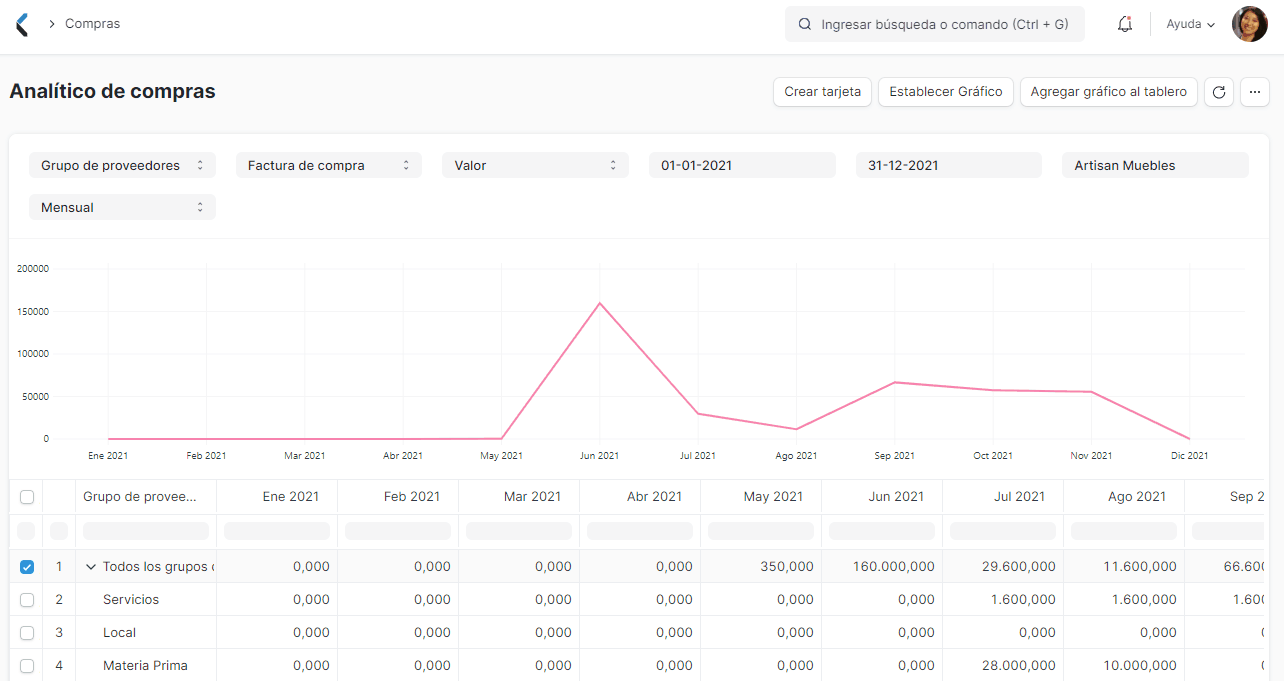 Compras
Ingresar búsqueda o comando (Ctrl + G)
Ayuda
Analítico de compras
Crear tarjeta
Establecer Gráfico
Agregar gráfico al tablero
Grupo de proveedores
Factura de compra
Valor
01-01-2021
31-12-2021
Artisan Muebles
Mensual
200000
150000
100000
50000
0
Ene 2021 Feb 2021 Mar 2021 Abr 2021 May 2021 Jun 2021 Jul 2021 Ago 2021 Sep 2021 Oct 2021 Nov 2021 Dic 2021
Grupo de provee... Ene 2021 Feb 2021 Mar 2021 Abr 2021 May 2021 Jun 2021 Jul 2021 Ago 2021 Sep 2
1 Todos los grupos 0,000 0,000 0,000 0,000 350,000 160.000,000 29.600,000 11.600,000 66.600
2 Servicios 0,000 0,000 0,000 0,000 0,000 0,000 1.600,000 1.600,000 1.600
3 Local 0,000 0,000 0,000 0,000 0,000 0,000 0,000 0,000
4 Materia Prima 0,000 0,000 0,000 0,000 0,000 0,000 28.000,000 10.000,000